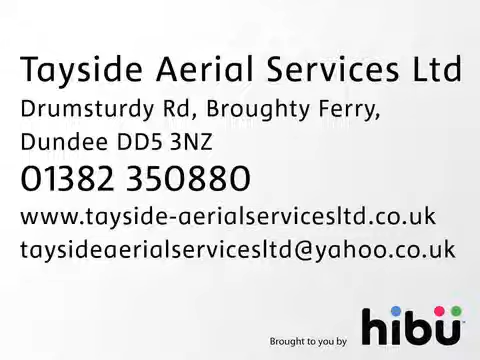 Tayside Aerial Services Ltd
Drumsturdy Rd, Broughty Ferry,
Dundee DD5 3NZ
01382 350880
www.tayside-aerialservicesltd.co.uk
taysideaerialservicesltd@yahoo.co.uk
Brought to you by hibü